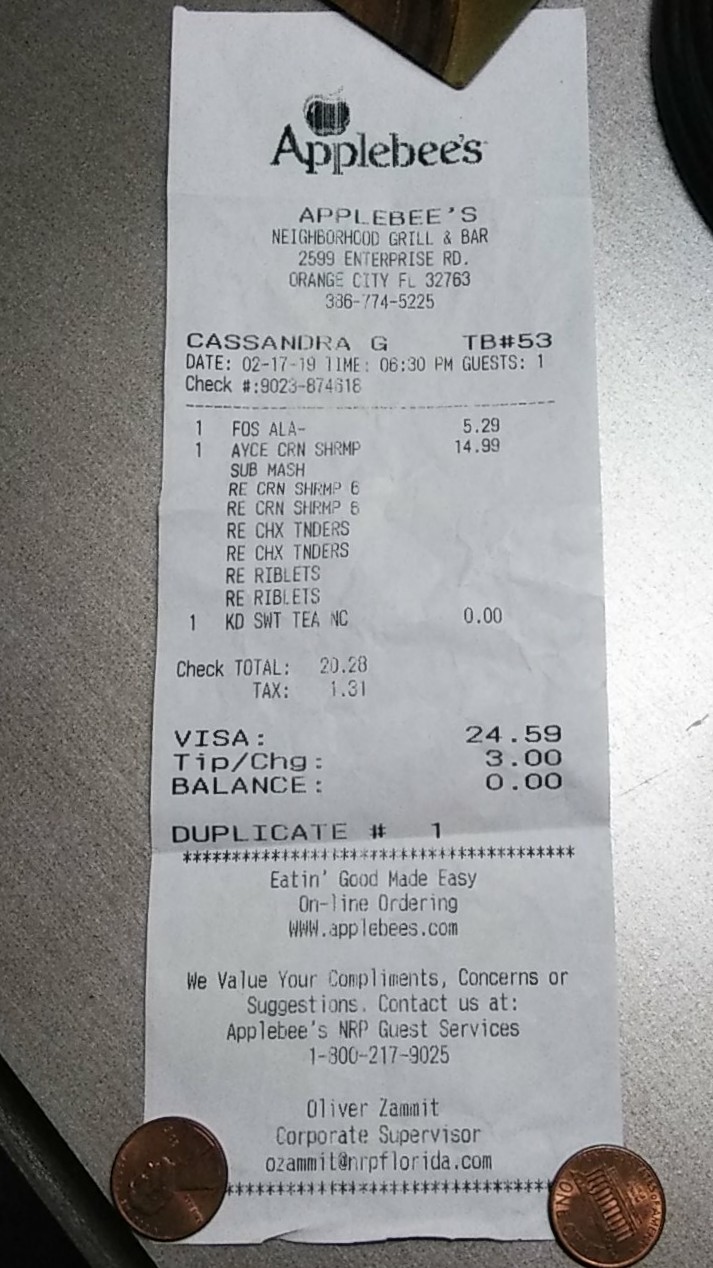 Applebee's
APPLEBEE'S
NEIGHBORHOOD GRILL & BAR
2599 ENTERPRISE RD.
ORANGE CITY FL 32763
386-774-5225
CASSANDRA G TB#53
DATE: 02-17-19 TIME: 06:30 PM GUESTS: 1
Check #:9023-874618
1 FOS ALA- 5.29
1 AYCE CRN SHRMP 14.99
SUB MASH
RE CRN SHRMP 6
RE CRN SHRMP 6
RE CHX TNDERS
RE CHX TNDERS
RE RIBLETS
RE RIBLETS
1 KD SWT TEA NC 0.00
Check TOTAL: 20.28
TAX: 1.31
VISA: 24.59
Tip/Chg: 3.00
BALANCE: 0.00
DUPLICATE # 1
****************************************
Eatin' Good Made Easy
On-line Ordering
WWW.applebees.com
We Value Your Compliments, Concerns or
Suggestions. Contact us at:
Applebee's NRP Guest Services
1-800-217-9025
Oliver Zammit
Corporate Supervisor
ozammit@nrpflorida.com